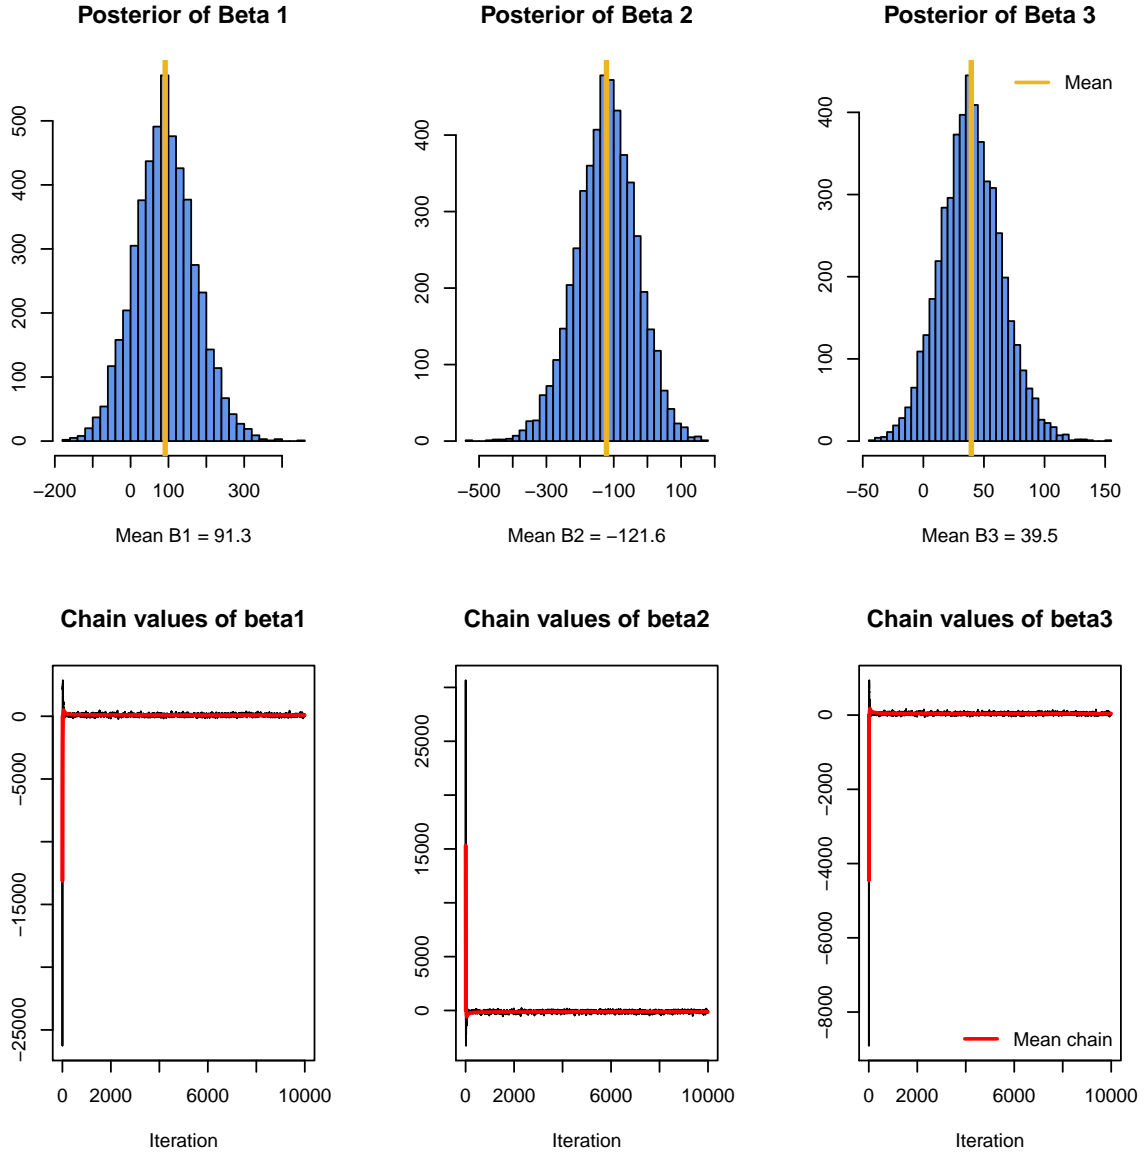 Posterior of Beta 1
0 100 200 300 400 500
−200 0 100 300
Mean B1 = 91.3
Posterior of Beta 2
0 100 200 300 400
−500 −300 −100 100
Mean B2 = −121.6
Posterior of Beta 3
Mean
0 100 200 300 400
−50 0 50 100 150
Mean B3 = 39.5
Chain values of beta1
−25000 −15000 −5000 0
0 2000 6000 10000
Iteration
Chain values of beta2
0 5000 15000 25000
0 2000 6000 10000
Iteration
Chain values of beta3
−8000 −6000 −4000 −2000 0
Mean chain
0 2000 6000 10000
Iteration